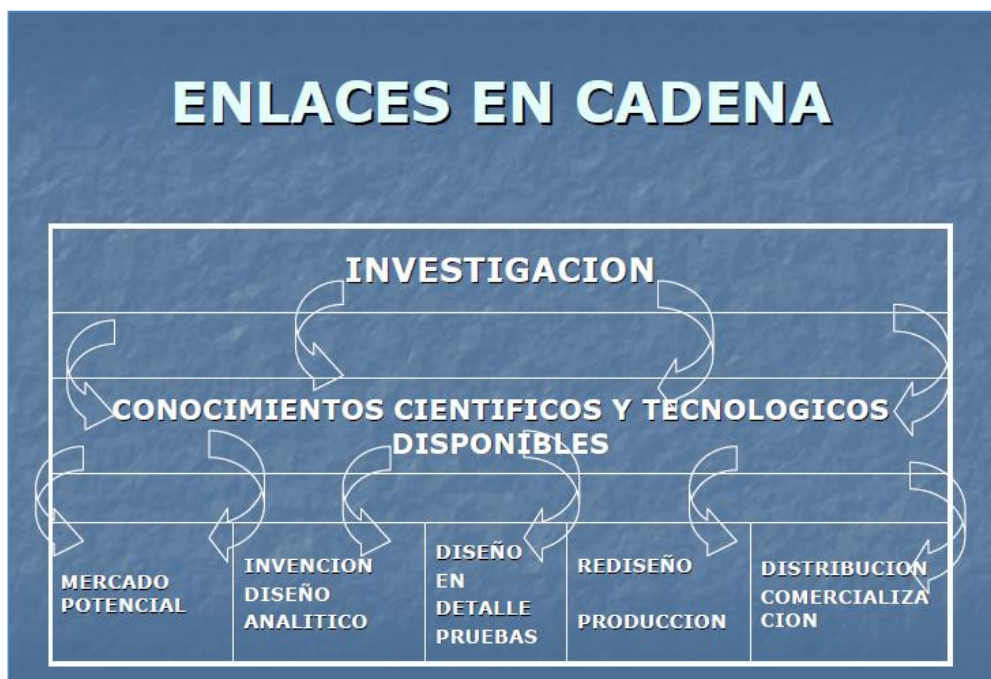 ENLACES EN CADENA
INVESTIGACION
CONOCIMIENTOS CIENTIFICOS Y TECNOLOGICOS
DISPONIBLES
MERCADO
POTENCIAL
INVENCION
DISEÑO
ANALITICO
DISEÑO
EN
DETALLE
PRUEBAS
REDISEÑO
PRODUCCION
DISTRIBUCION
COMERCIALIZA
CION